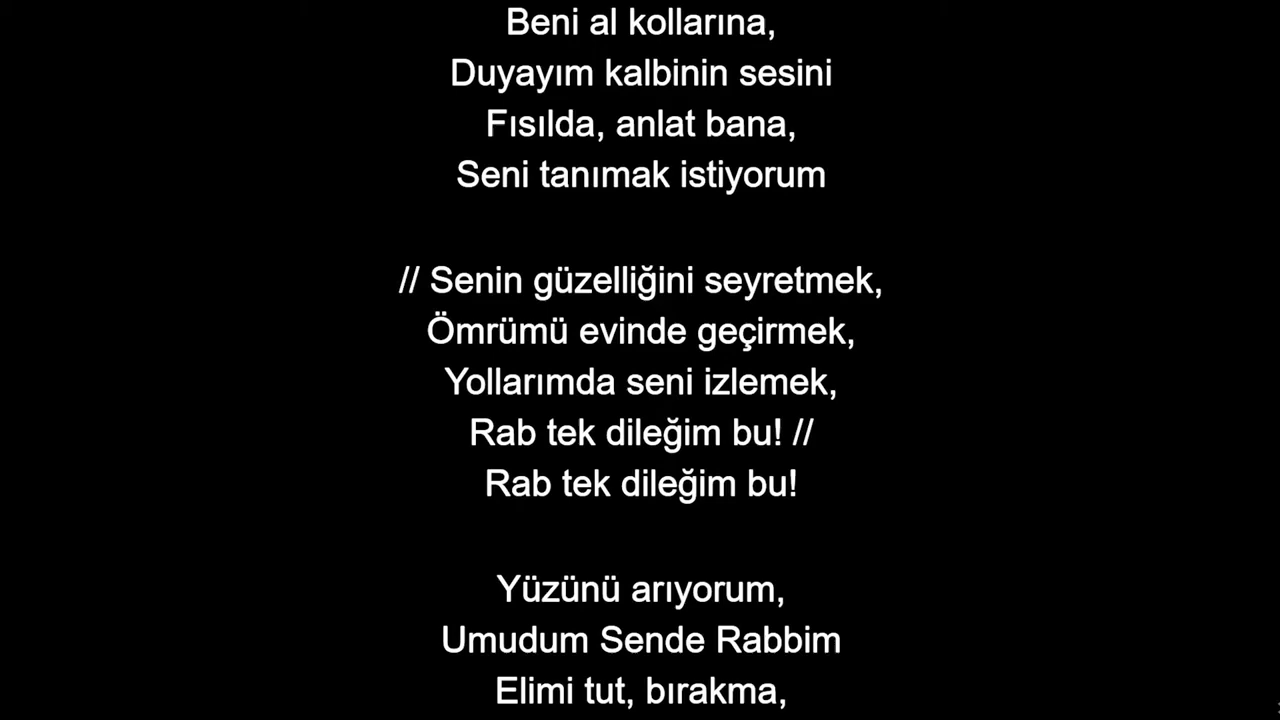 Beni al kollarına,
Duyayım kalbinin sesini
Fısılda, anlat bana,
Seni tanımak istiyorum
// Senin güzelliğini seyretmek,
Ömrümü evinde geçirmek,
Yollarımda seni izlemek,
Rab tek dileğim bu! //
Rab tek dileğim bu!
Yüzünü arıyorum,
Umudum Sende Rabbim
Elimi tut, bırakma,